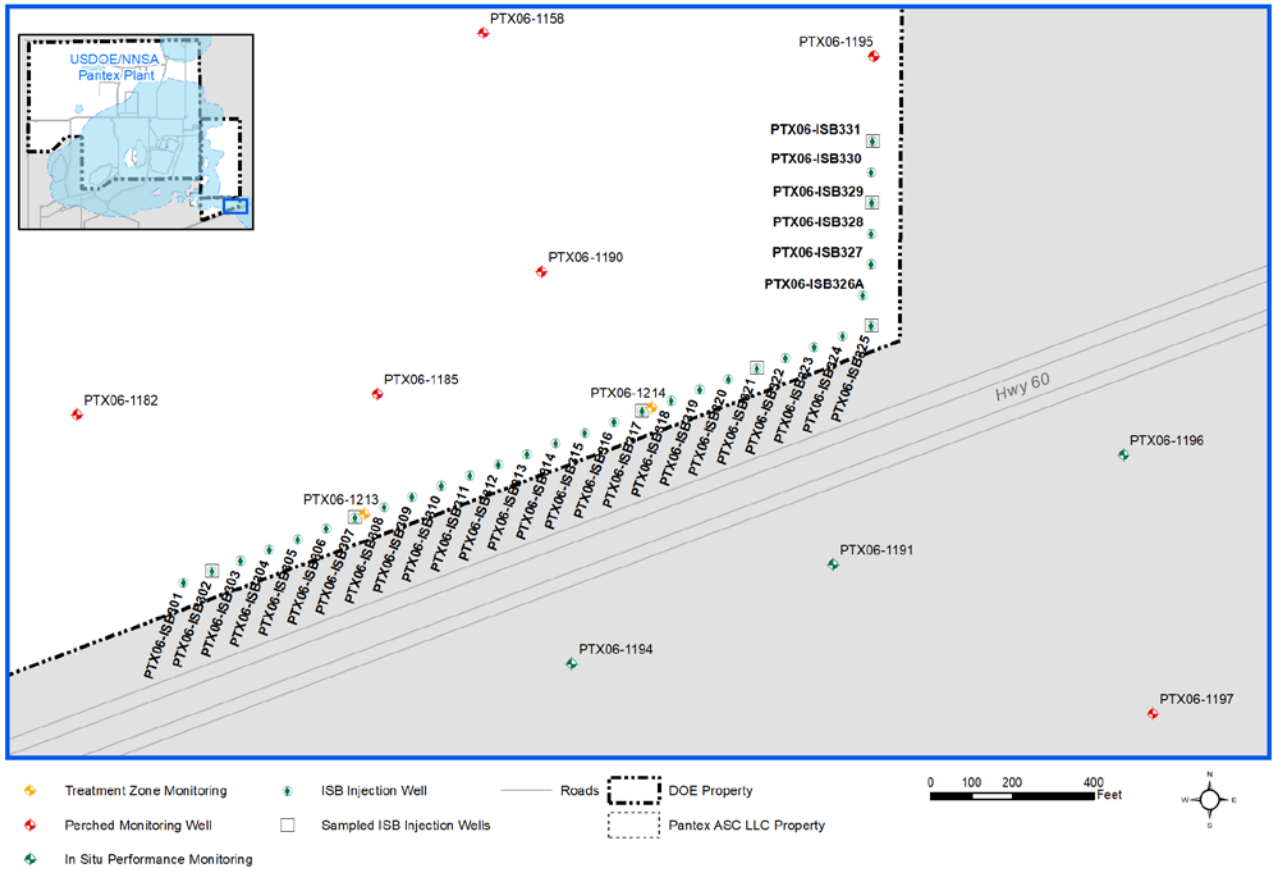 PTX06-1158
PTX06-1195
USDOE/NNSA
Pantex Plant
PTX06-ISB331
PTX06-ISB330
PTX06-ISB329
PTX06-ISB328
PTX06-ISB327
PTX06-1190
PTX06-ISB326A
PTX06-1185
PTX06-1182
PTX06-1214
Hwy 60
PTX06-1196
PTX06-1213
PTX06-ISB301
PTX06-ISB302
PTX06-ISB303
PTX06-ISB304
PTX06-ISB305
PTX06-ISB306
PTX06-ISB307
PTX06-ISB308
PTX06-ISB309
PTX06-ISB310
PTX06-ISB311
PTX06-ISB312
PTX06-ISB313
PTX06-ISB314
PTX06-ISB315
PTX06-ISB316
PTX06-ISB317
PTX06-ISB318
PTX06-ISB319
PTX06-ISB320
PTX06-ISB321
PTX06-ISB322
PTX06-ISB323
PTX06-ISB324
PTX06-ISB325
PTX06-1191
PTX06-1194
PTX06-1197
Treatment Zone Monitoring
ISB Injection Well
Roads
DOE Property
0 100 200 400
Feet
N
W E
S
Perched Monitoring Well
Sampled ISB Injection Wells
Pantex ASC LLC Property
In Situ Performance Monitoring